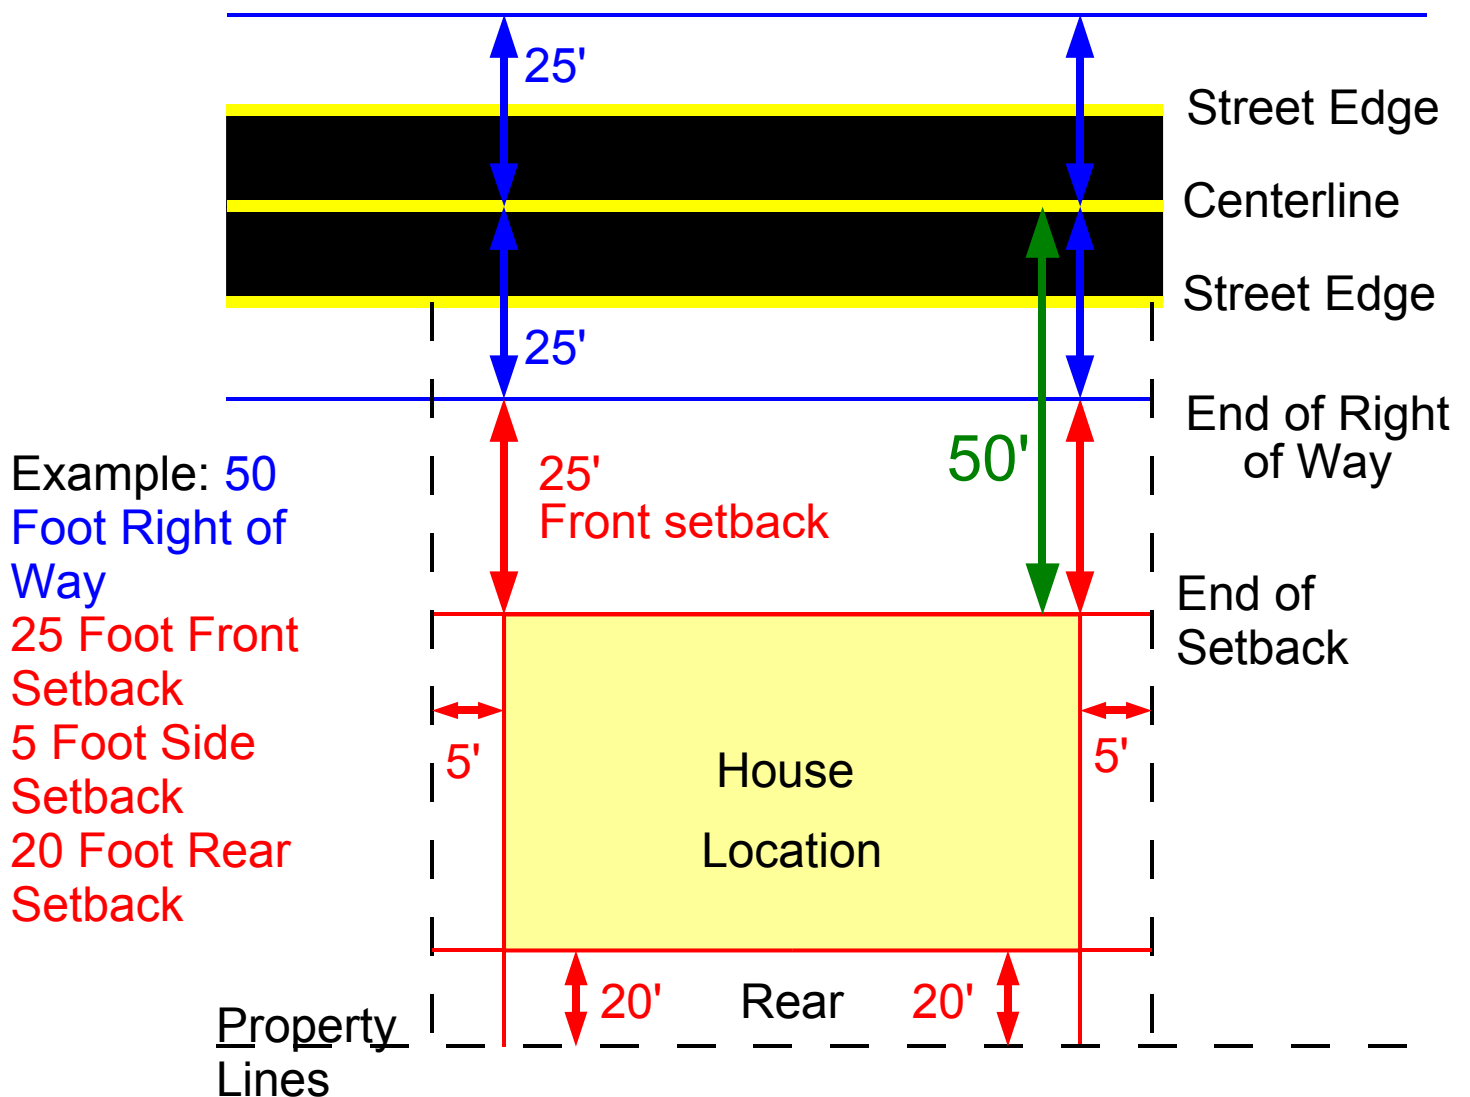 25'
Street Edge
Centerline
Street Edge
25'
End of Right
of Way
50'
25'
Front setback
Example: 50
Foot Right of
Way
25 Foot Front
Setback
5 Foot Side
Setback
20 Foot Rear
Setback
End of
Setback
5'
5'
House
Location
20'
Rear
20'
Property
Lines